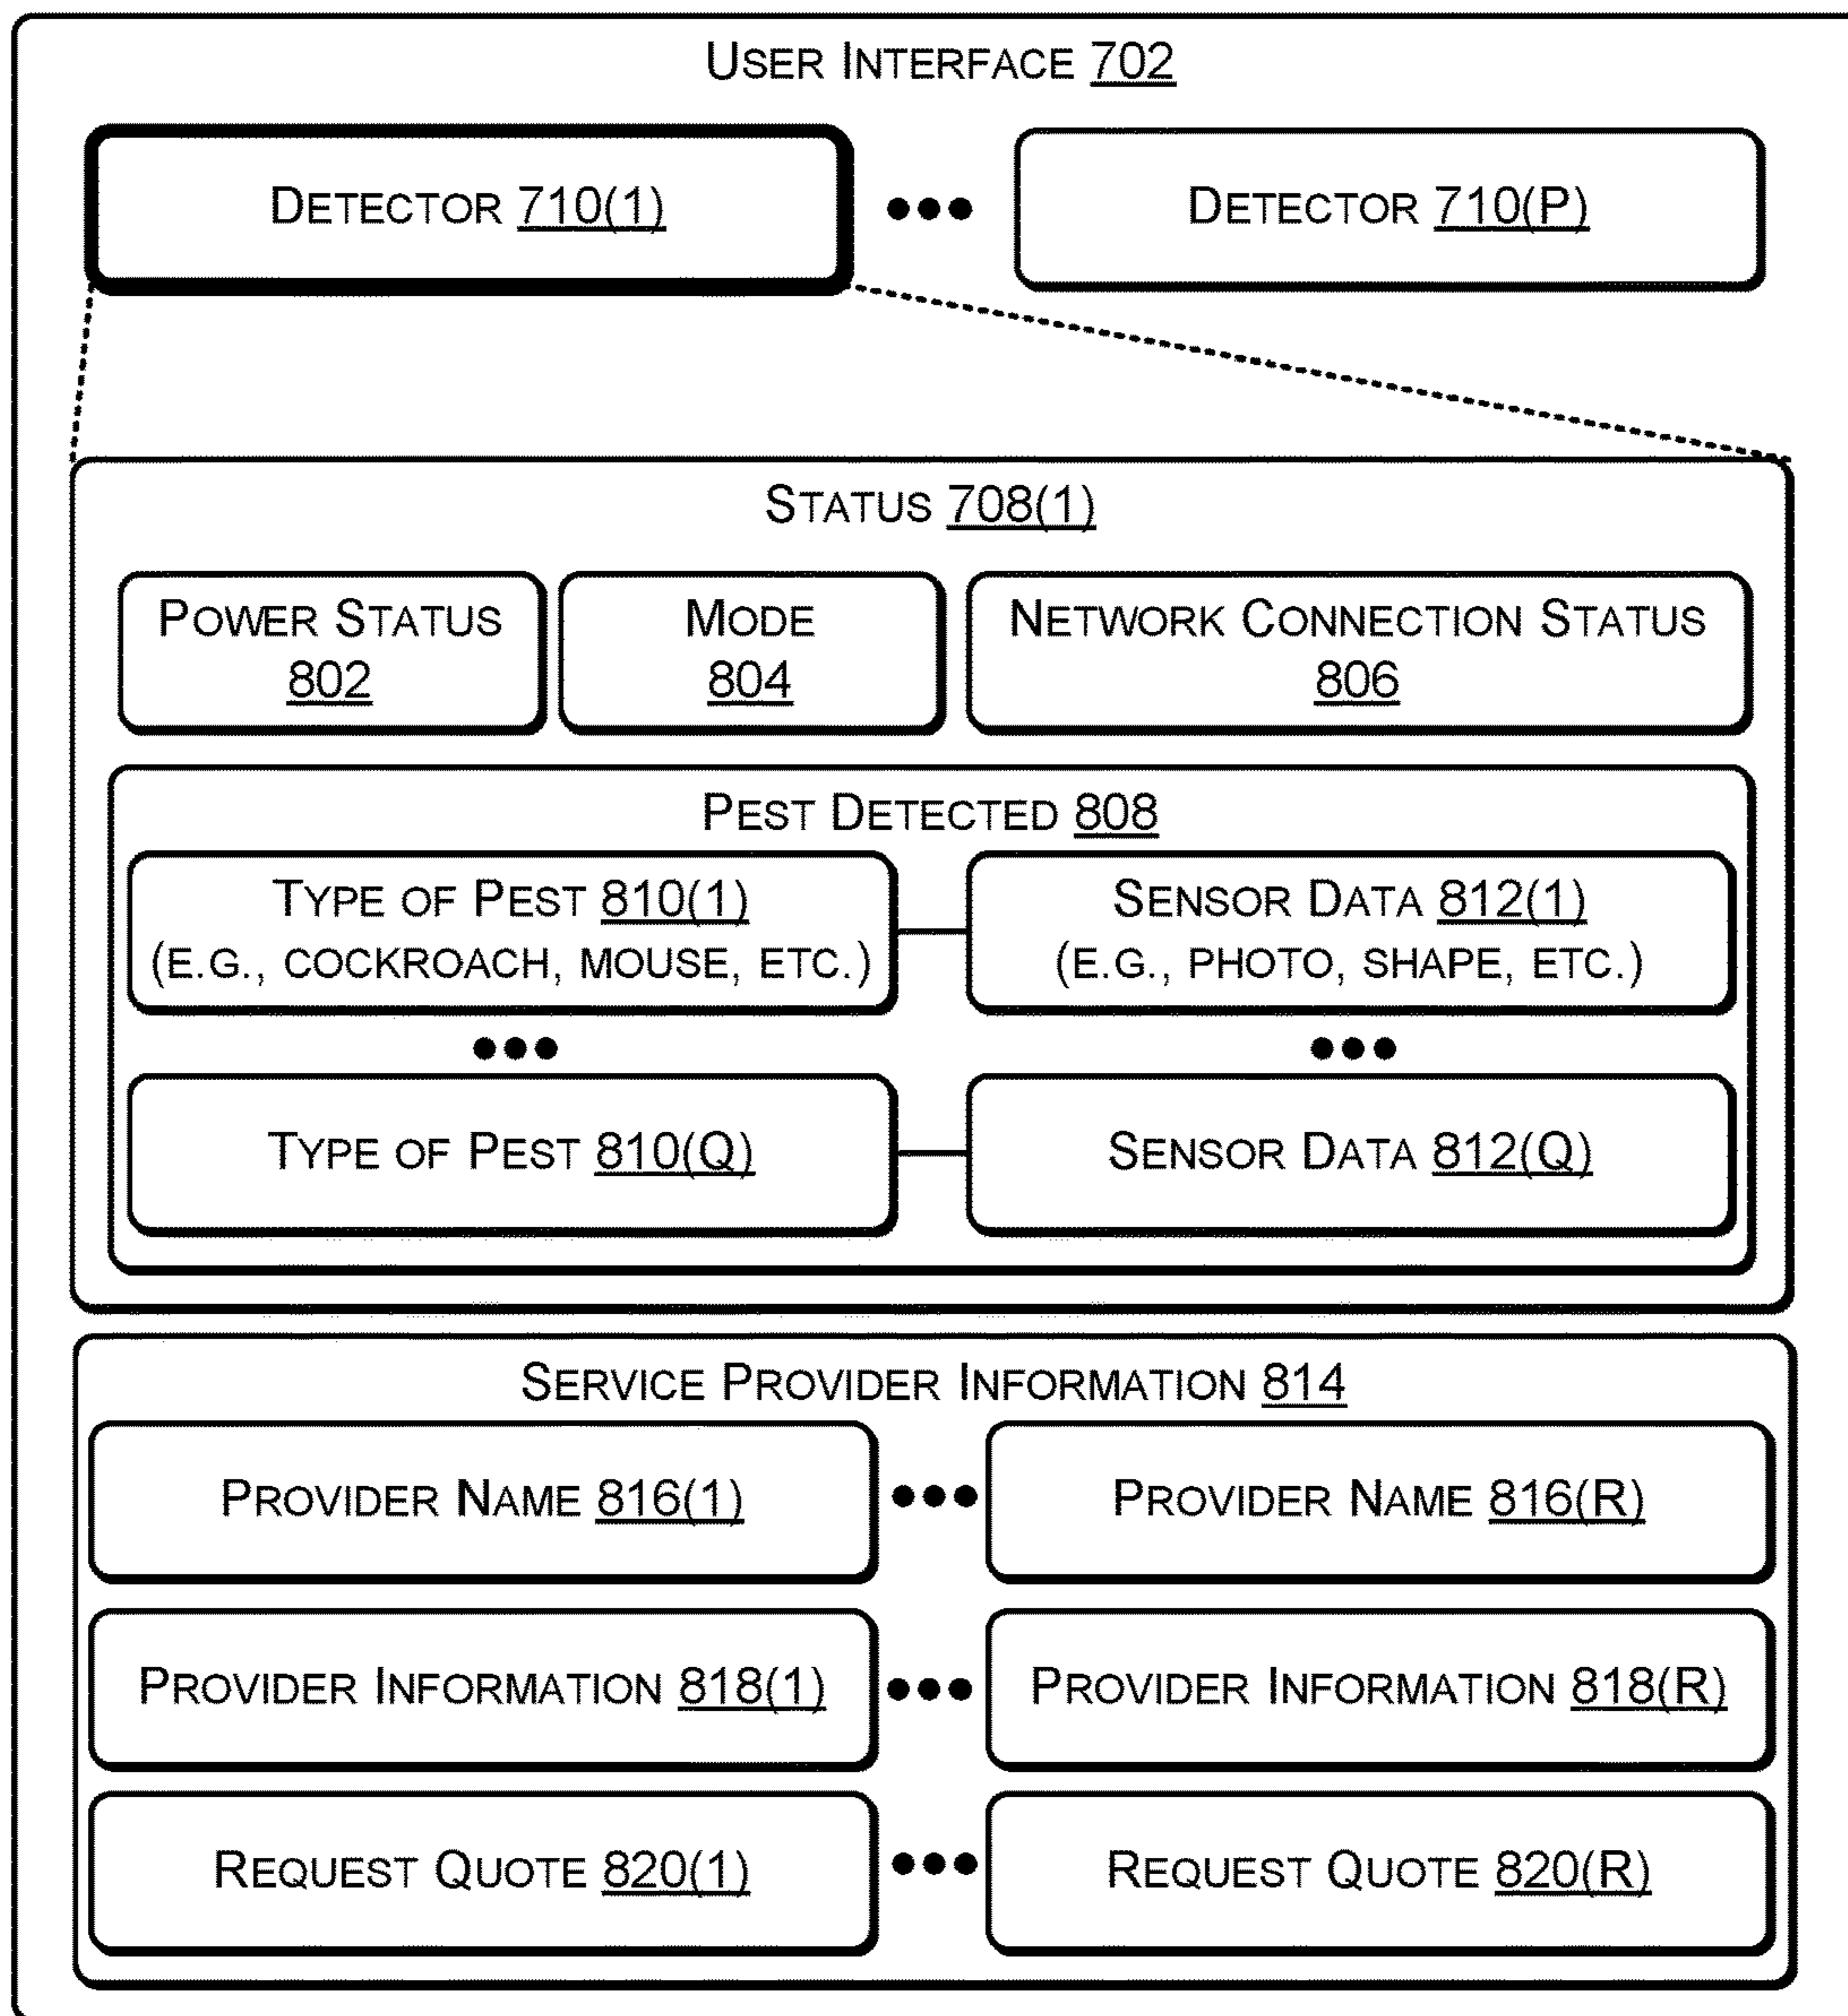 USER INTERFACE 702
DETECTOR 710(1) ••• DETECTOR 710(P)
STATUS 708(1)
POWER STATUS
802
MODE
804
NETWORK CONNECTION STATUS
806
PEST DETECTED 808
TYPE OF PEST 810(1)
(E.G., COCKROACH, MOUSE, ETC.)
SENSOR DATA 812(1)
(E.G., PHOTO, SHAPE, ETC.)
••• •••
TYPE OF PEST 810(Q)
SENSOR DATA 812(Q)
SERVICE PROVIDER INFORMATION 814
PROVIDER NAME 816(1) ••• PROVIDER NAME 816(R)
PROVIDER INFORMATION 818(1) ••• PROVIDER INFORMATION 818(R)
REQUEST QUOTE 820(1) ••• REQUEST QUOTE 820(R)